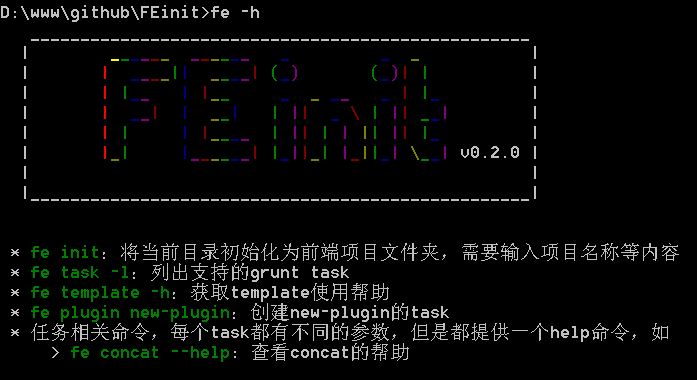 D:\www\github\FEinit>fe -h
FEinit
v0.2.0
* fe init: 将当前目录初始化为前端项目文件夹, 需要输入项目名称等内容
* fe task -l: 列出支持的grunt task
* fe template -h: 获取template使用帮助
* fe plugin new-plugin: 创建new-plugin的task
* 任务相关命令, 每个task都有不同的参数, 但是都提供一个help命令, 如
> fe concat --help: 查看concat的帮助